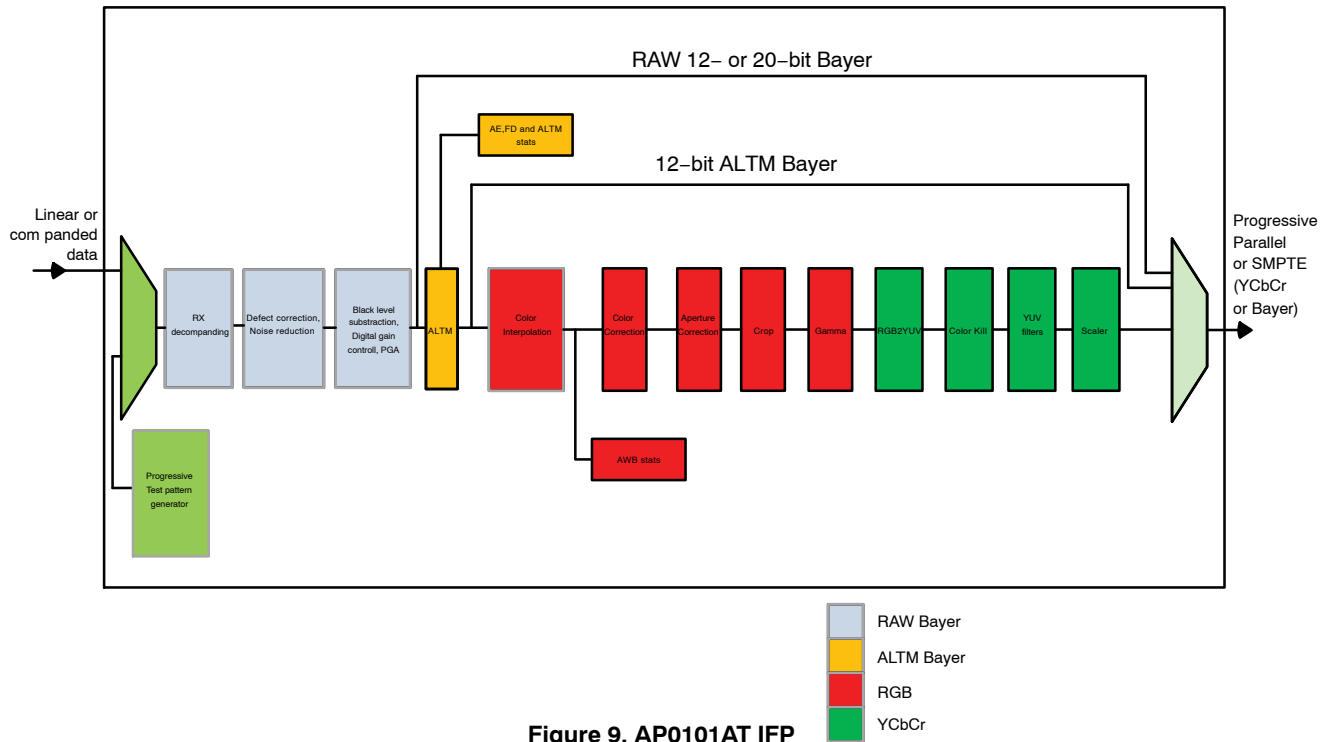 RAW 12− or 20−bit Bayer
AE,FD and ALTM
stats
12−bit ALTM Bayer
Linear or
com panded
data
Progressive
Parallel
or SMPTE
(YCbCr
or Bayer)
RX
decompanding
Defect correction,
Noise reduction
Black level
substraction,
Digital gain
controll, PGA
ALTM
Color
Interpolation
Color
Correction
Aperture
Correction
Crop
Gamma
RGB2YUV
Color Kill
YUV
filters
Scaler
AWB stats
Progressive
Test pattern
generator
RAW Bayer
ALTM Bayer
RGB
YCbCr
Figure 9. AP0101AT IFP